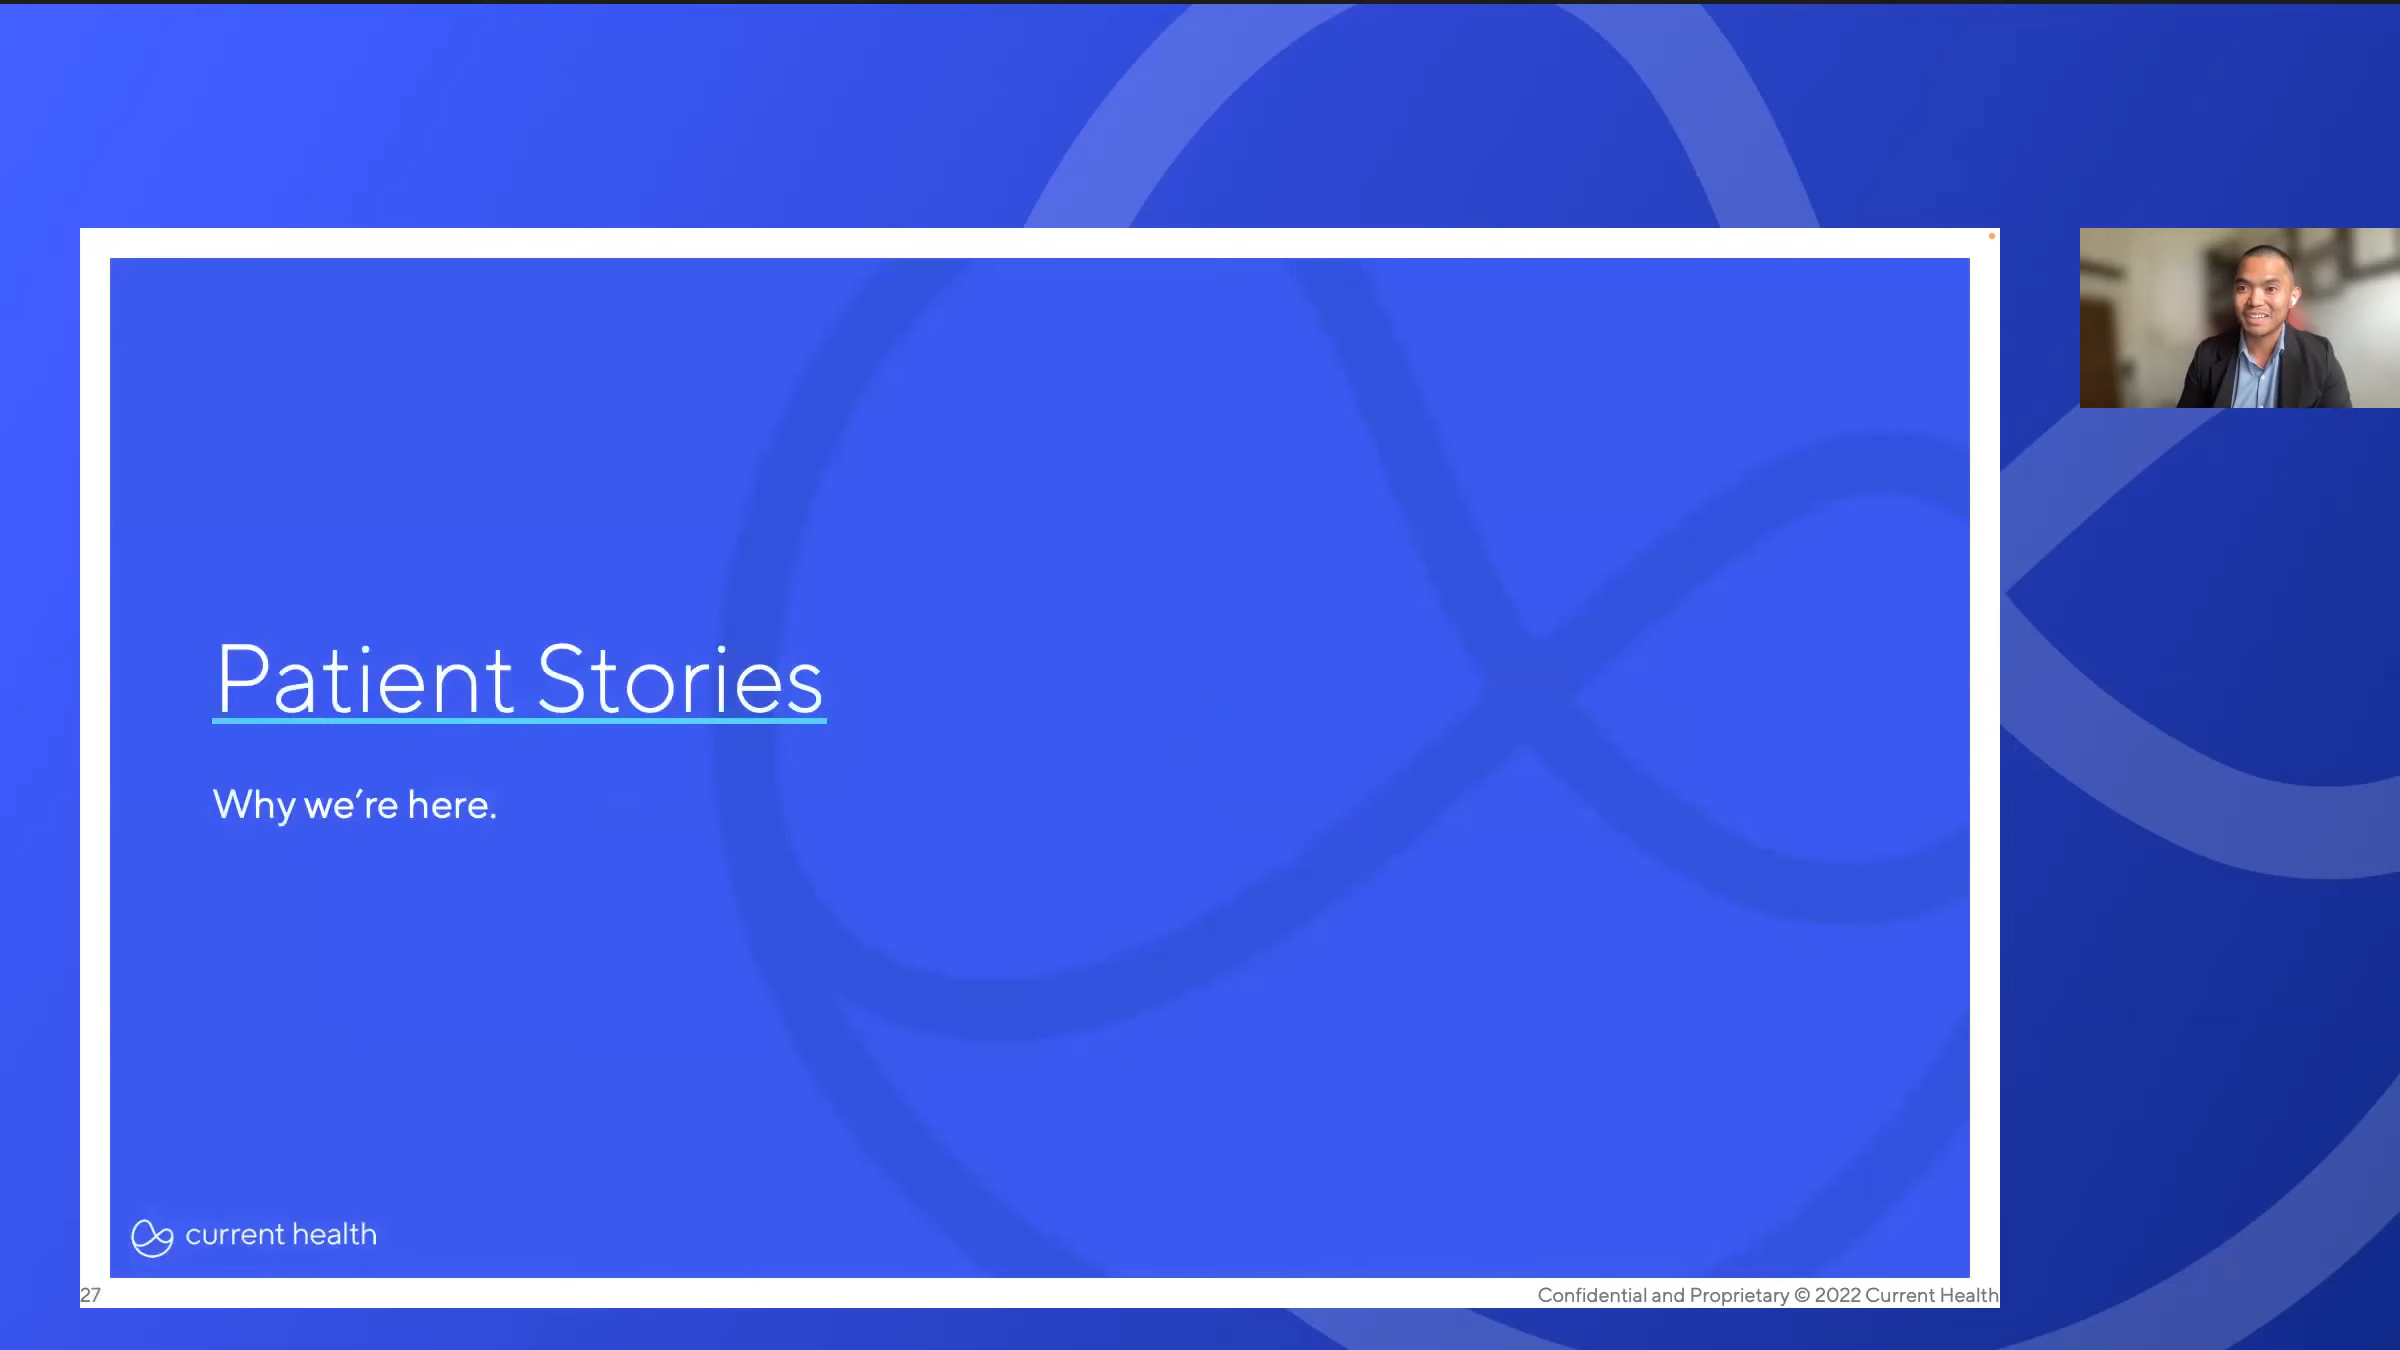 Patient Stories
Why we’re here.
current health
27
Confidential and Proprietary © 2022 Current Health